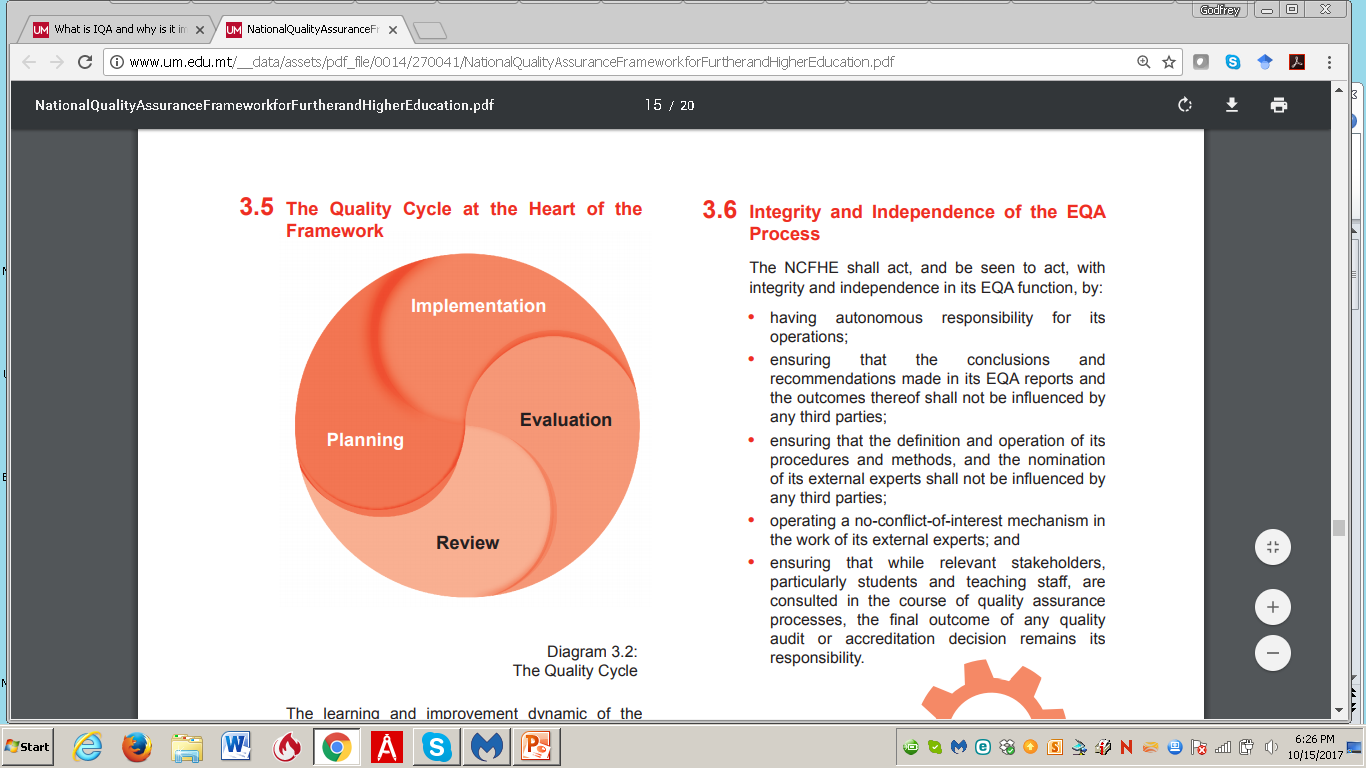 Godfrey
What is IQA and why is it im
NationalQualityAssuranceFr
www.um.edu.mt/__data/assets/pdf_file/0014/270041/NationalQualityAssuranceFrameworkforFurtherandHigherEducation.pdf
NationalQualityAssuranceFrameworkforFurtherandHigherEducation.pdf
15 / 20
3.5 The Quality Cycle at the Heart of the
Framework
Implementation
Evaluation
Planning
Review
Diagram 3.2:
The Quality Cycle
The learning and improvement dynamic of the
3.6 Integrity and Independence of the EQA
Process
The NCFHE shall act, and be seen to act, with
integrity and independence in its EQA function, by:
• having autonomous responsibility for its
operations;
• ensuring that the conclusions and
recommendations made in its EQA reports and
the outcomes thereof shall not be influenced by
any third parties;
• ensuring that the definition and operation of its
procedures and methods, and the nomination
of its external experts shall not be influenced by
any third parties;
• operating a no-conflict-of-interest mechanism in
the work of its external experts; and
• ensuring that while relevant stakeholders,
particularly students and teaching staff, are
consulted in the course of quality assurance
processes, the final outcome of any quality
audit or accreditation decision remains its
responsibility.
Start
6:26 PM
10/15/2017